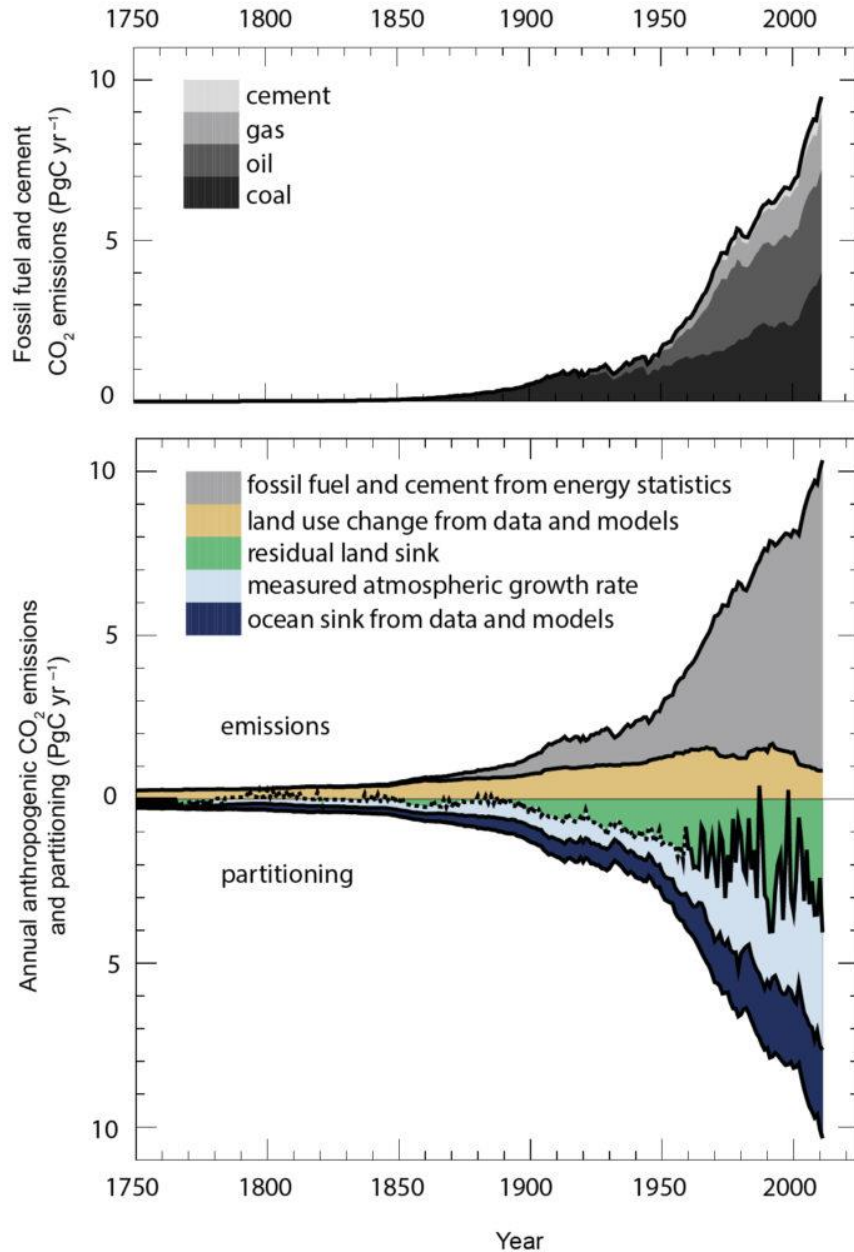 1750 1800 1850 1900 1950 2000
10
5
0
Fossil fuel and cement
CO₂ emissions (PgC yr⁻¹)
cement
gas
oil
coal
10
5
0
5
10
Annual anthropogenic CO₂ emissions
and partitioning (PgC yr⁻¹)
fossil fuel and cement from energy statistics
land use change from data and models
residual land sink
measured atmospheric growth rate
ocean sink from data and models
emissions
partitioning
1750 1800 1850 1900 1950 2000
Year